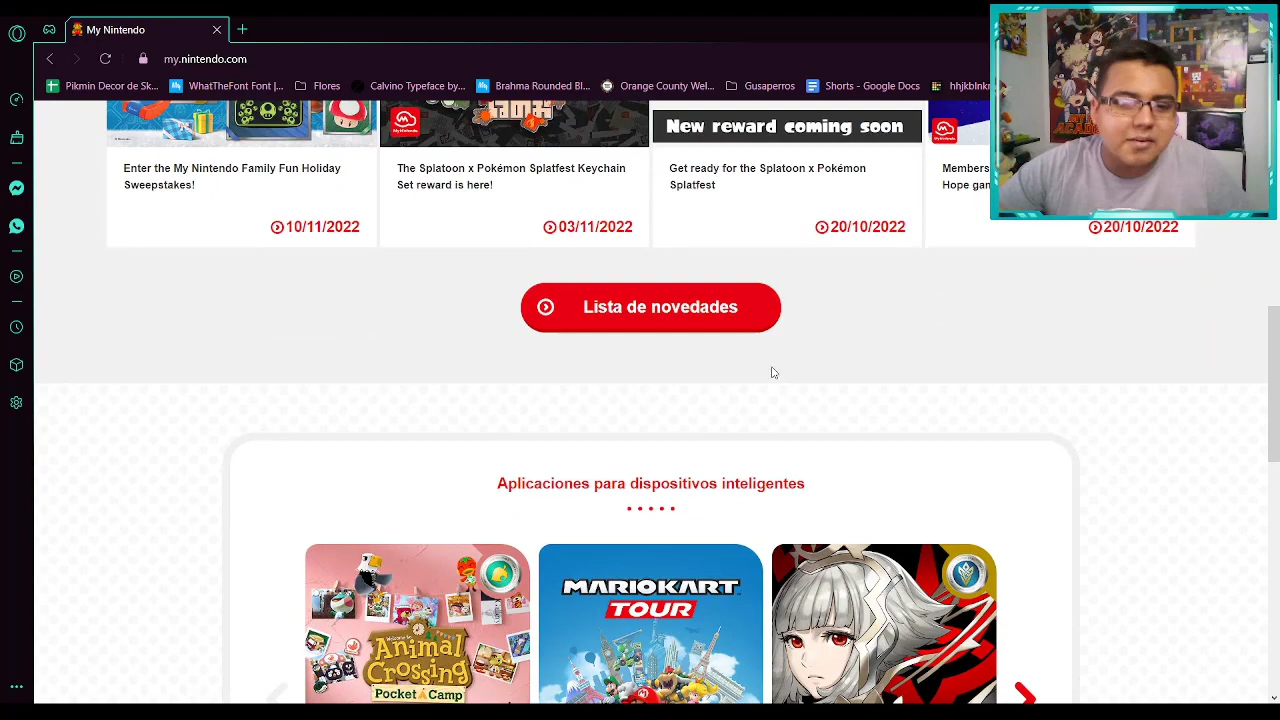 My Nintendo
my.nintendo.com
Pikmin Decor de Sk...
WhatTheFont Font |...
Flores
Calvino Typeface by...
Brahma Rounded Bl...
Orange County Wel...
Gusaperros
Shorts - Google Docs
hhjkblnk
New reward coming soon
Enter the My Nintendo Family Fun Holiday
Sweepstakes!
10/11/2022
The Splatoon x Pokémon Splatfest Keychain
Set reward is here!
03/11/2022
Get ready for the Splatoon x Pokémon
Splatfest
20/10/2022
Members
Hope gan
20/10/2022
Lista de novedades
Aplicaciones para dispositivos inteligentes
Welcome to
Animal
Crossing
Pocket Camp
MARIOKART
TOUR